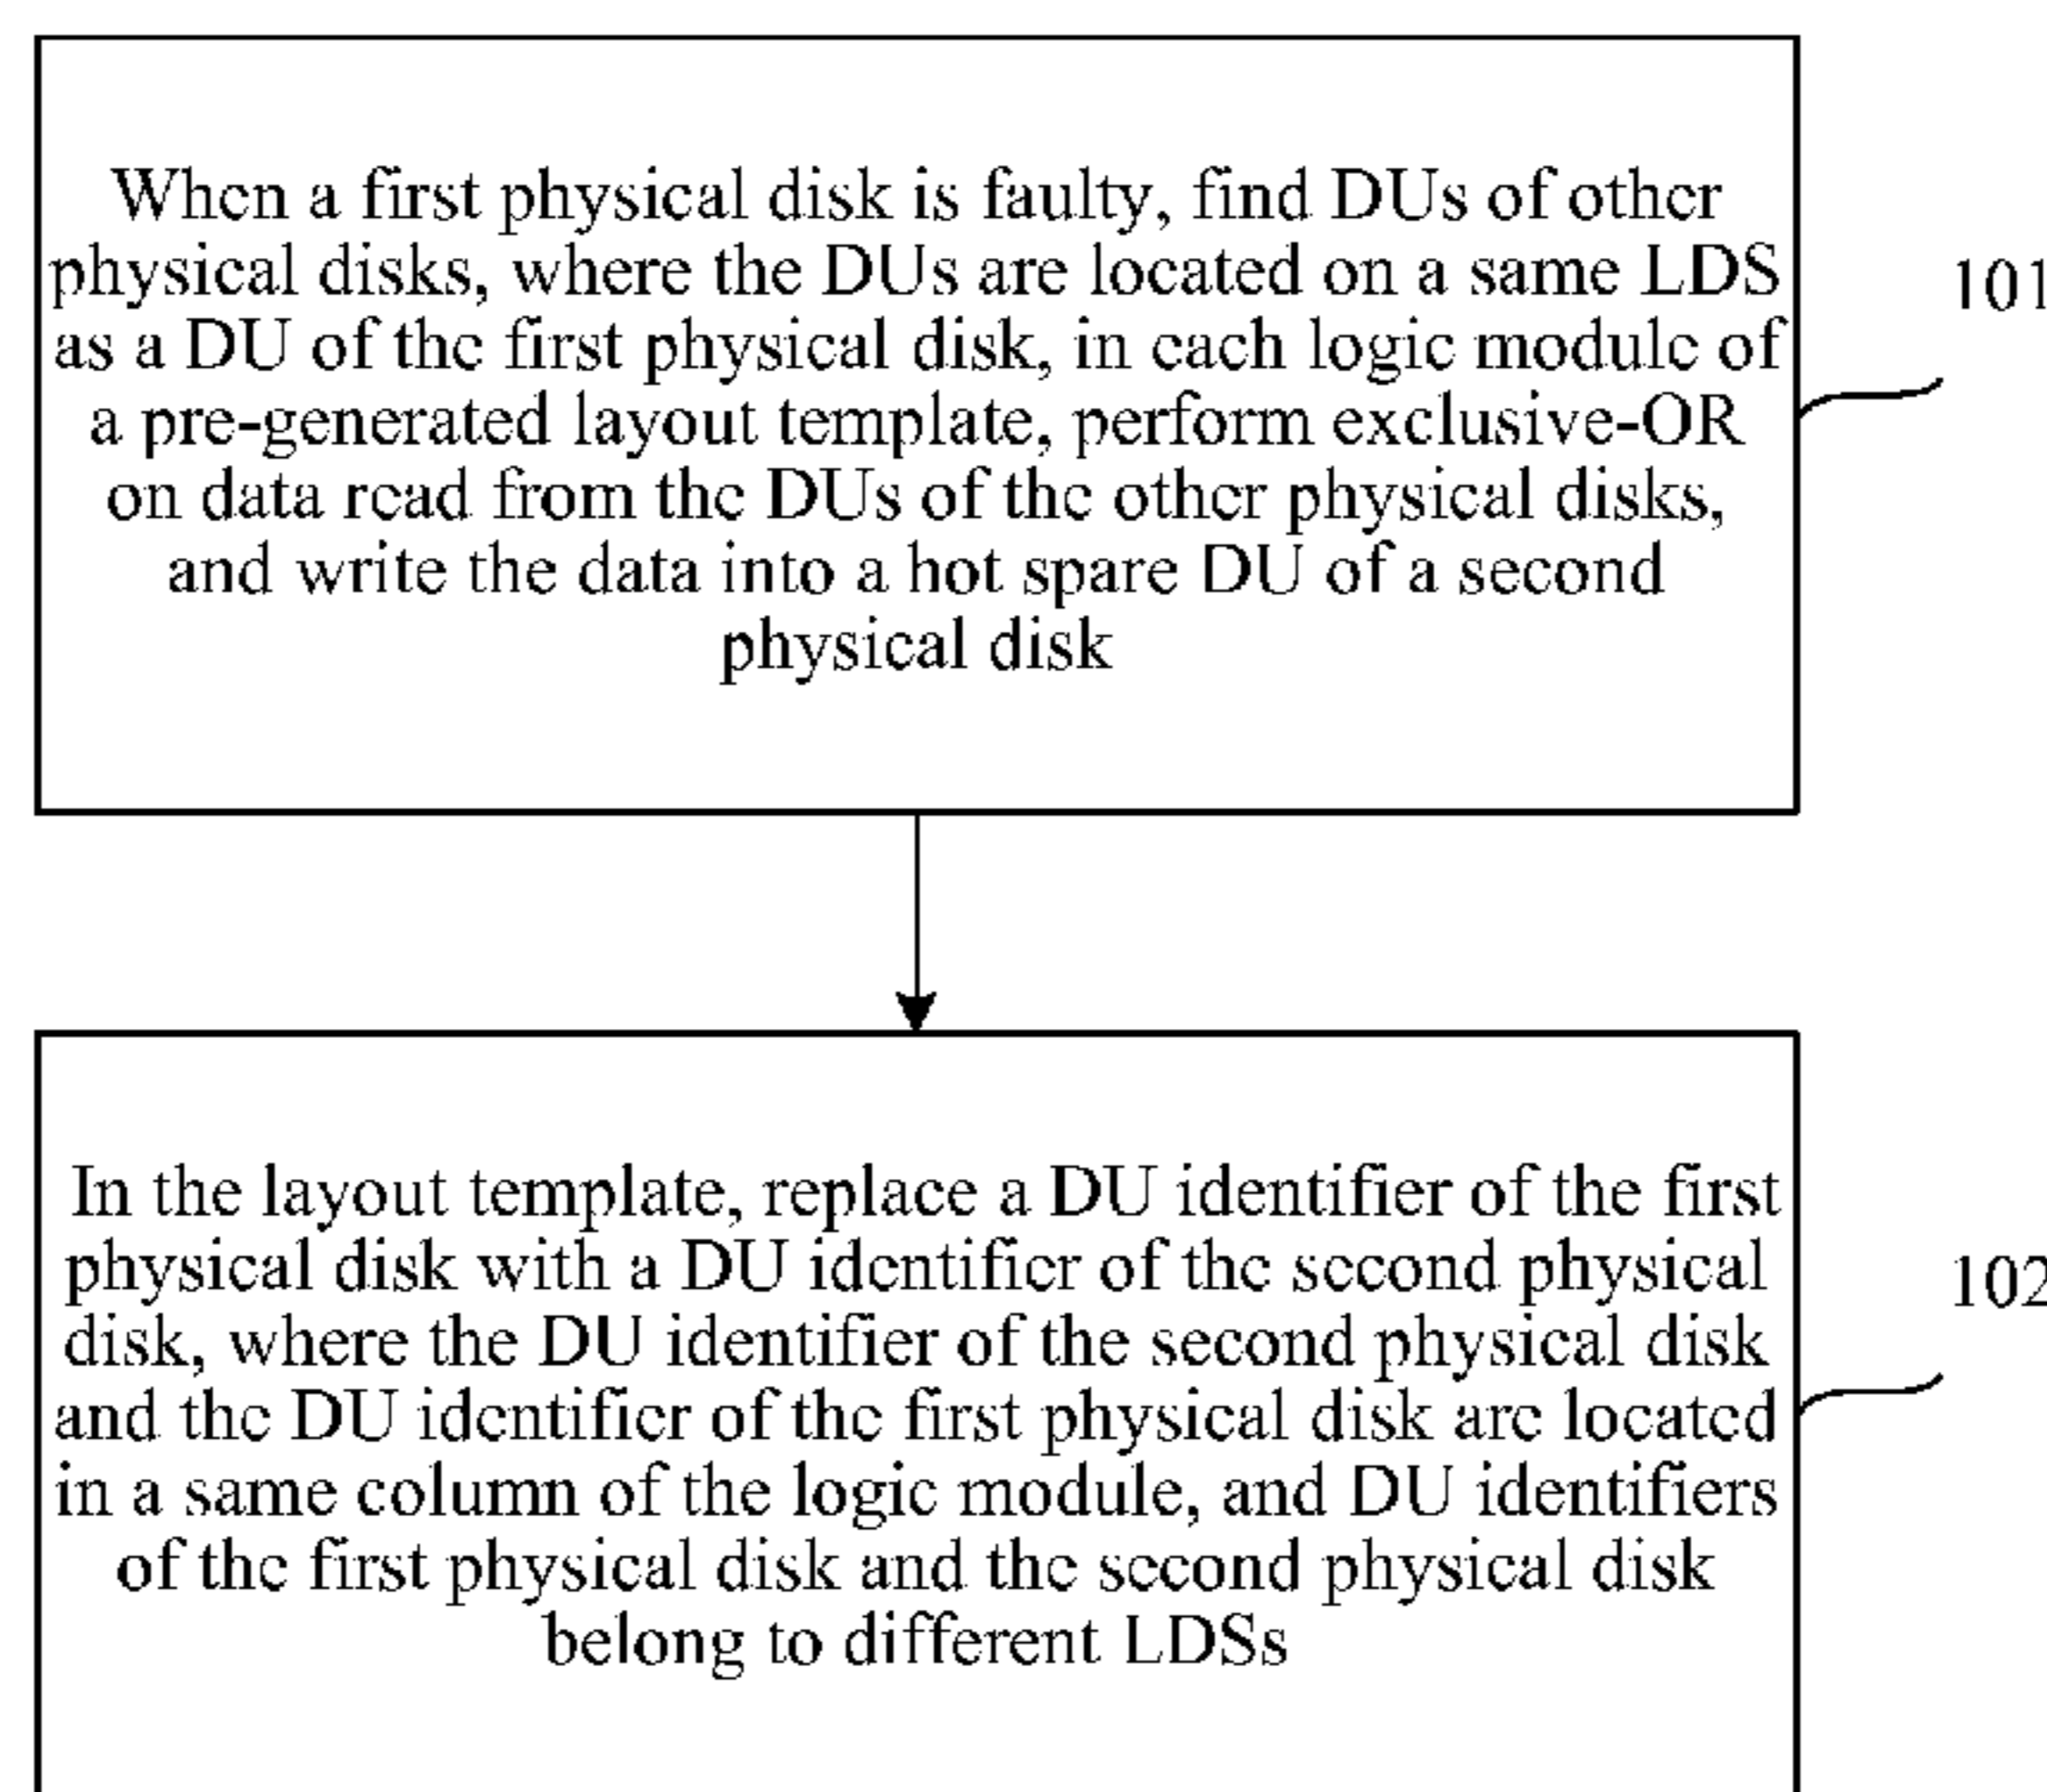 When a first physical disk is faulty, find DUs of other
physical disks, where the DUs are located on a same LDS
as a DU of the first physical disk, in each logic module of
a pre-generated layout template, perform exclusive-OR
on data read from the DUs of the other physical disks,
and write the data into a hot spare DU of a second
physical disk
101
In the layout template, replace a DU identifier of the first
physical disk with a DU identifier of the second physical
disk, where the DU identifier of the second physical disk
and the DU identifier of the first physical disk are located
in a same column of the logic module, and DU identifiers
of the first physical disk and the second physical disk
belong to different LDSs
102